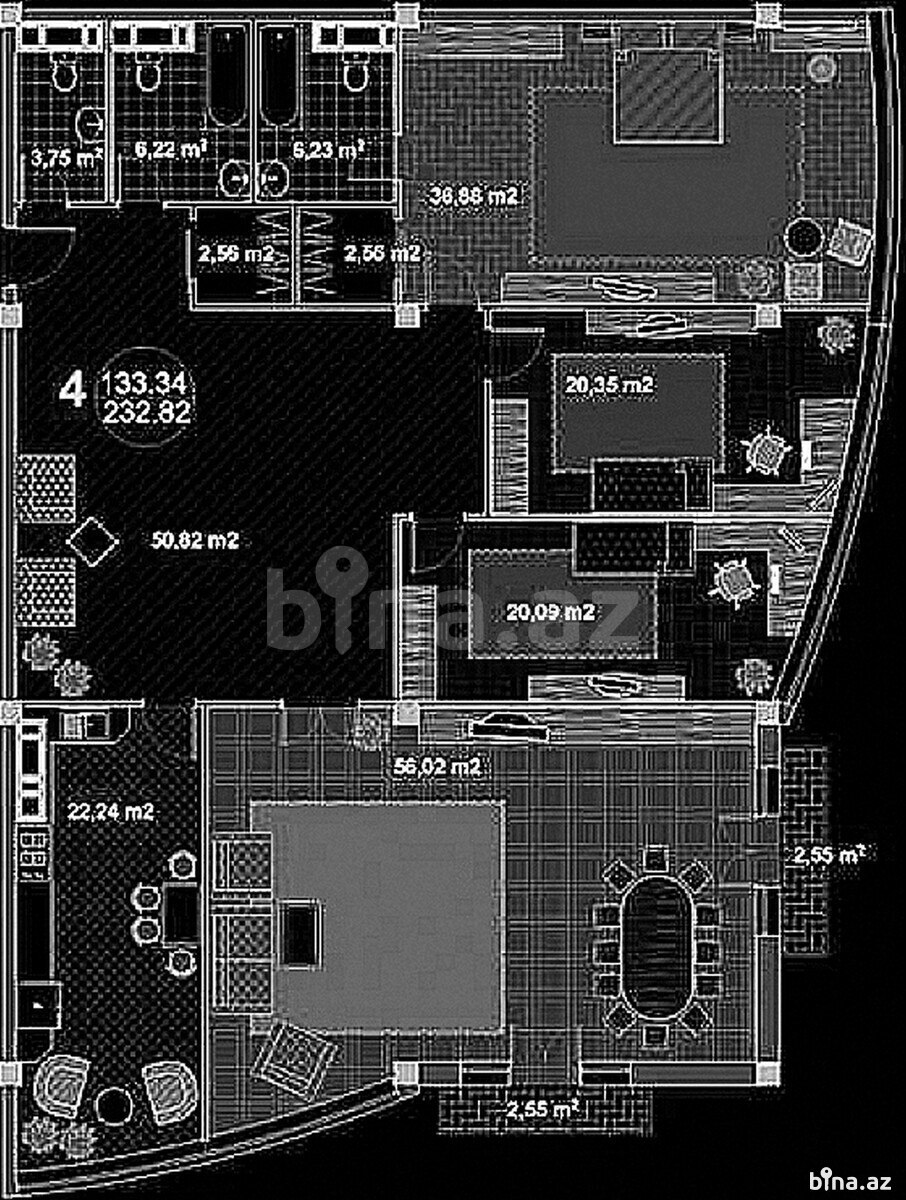 3,75 m²
6,22 m²
6,23 m²
36,88 m2
2,56 m2
2,56 m2
4
133.34
232.82
20,35 m2
50,82 m2
20,09 m2
bina.az
56,02 m2
22,24 m2
2,55 m²
2,55 m²
bina.az